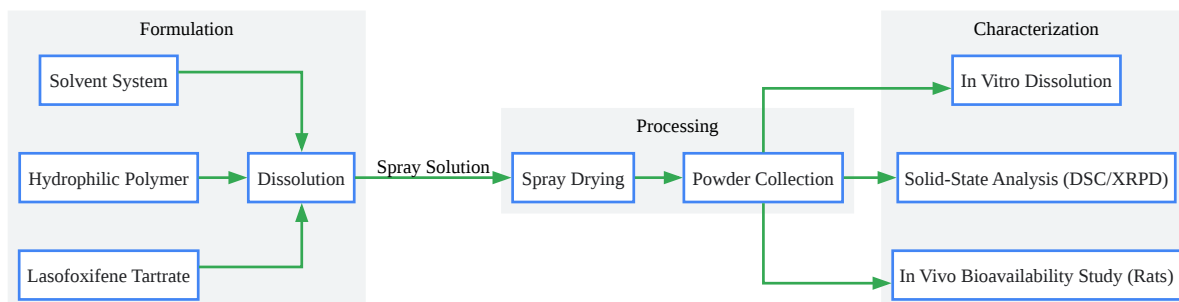 Formulation
Solvent System
Hydrophilic Polymer
Dissolution
Lasofoxifene Tartrate
Spray Solution
Processing
Spray Drying
Powder Collection
Characterization
In Vitro Dissolution
Solid-State Analysis (DSC/XRPD)
In Vivo Bioavailability Study (Rats)